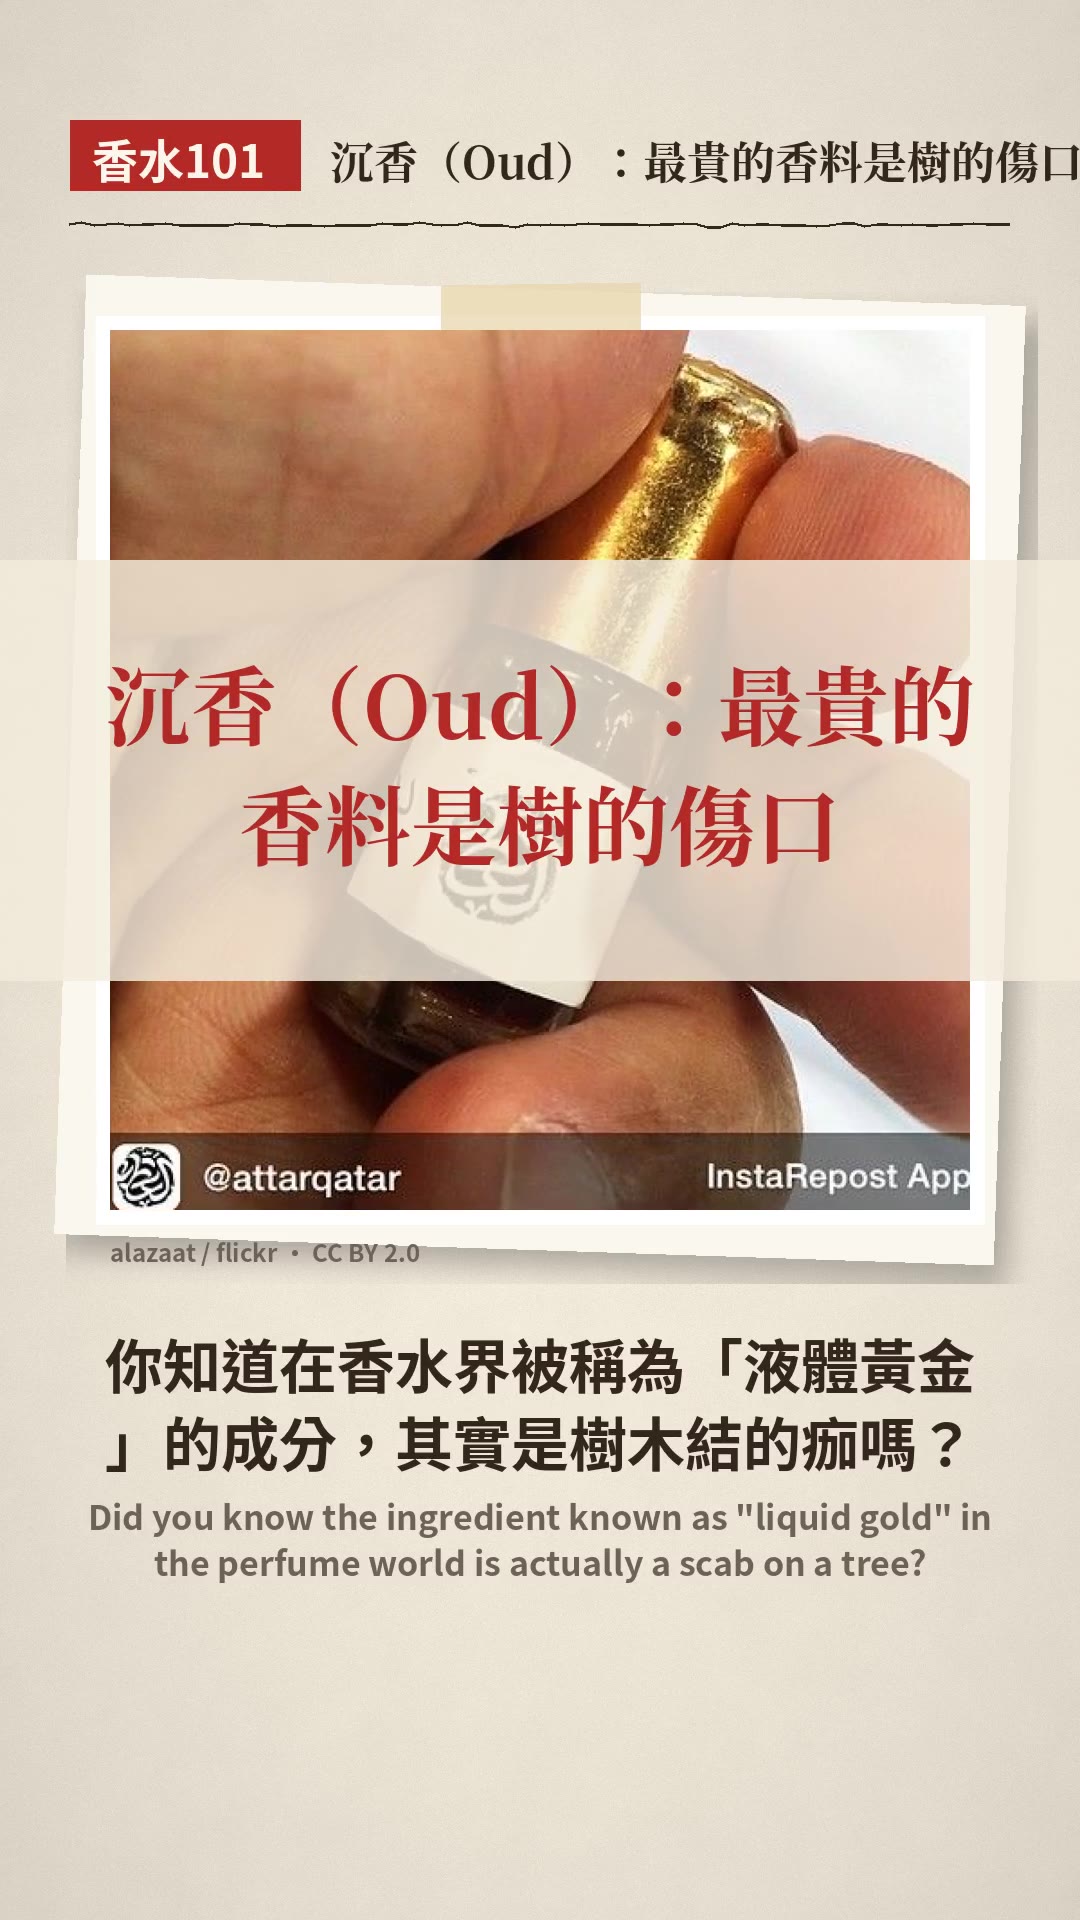 香水101
沉香（Oud）：最貴的香料是樹的傷口
沉香（Oud）：最貴的
香料是樹的傷口
@attarqatar
InstaRepost App
alazaat / flickr • CC BY 2.0
你知道在香水界被稱為「液體黃金
」的成分，其實是樹木結的痂嗎？
Did you know the ingredient known as "liquid gold" in
the perfume world is actually a scab on a tree?